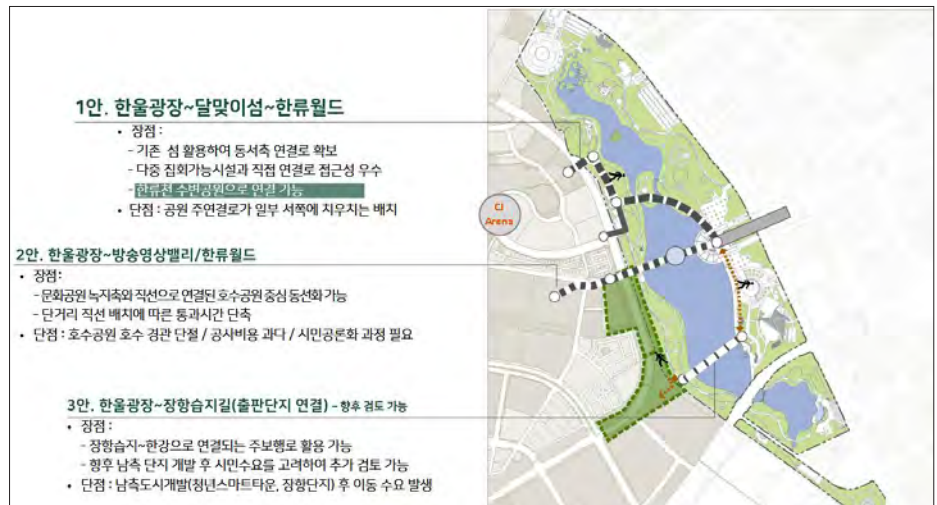 1안. 한울광장~달맞이섬~한류월드
• 장점 :
- 기존 섬 활용하여 동서축 연결로 확보
- 다중 집회가능시설과 직접 연결로 접근성 우수
- 한류천 수변공원으로 연결 가능
• 단점 : 공원 주연결로가 일부 서쪽에 치우치는 배치
CJ
Arena
2안. 한울광장~방송영상밸리/한류월드
• 장점:
- 문화공원 녹지축와 직선으로 연결된 호수공원 중심 동선화 가능
- 단거리 직선 배치에 따른 통과시간 단축
• 단점 : 호수공원 호수 경관 단절 / 공사비용 과다 / 시민공론화 과정 필요
3안. 한울광장~장항습지길(출판단지 연결) - 향후 검토 가능
• 장점 :
- 장항습지~한강으로 연결되는 주보행로 활용 가능
- 향후 남측 단지 개발 후 시민수요를 고려하여 추가 검토 가능
• 단점 : 남측도시개발(청년스마트타운, 장항단지) 후 이동 수요 발생